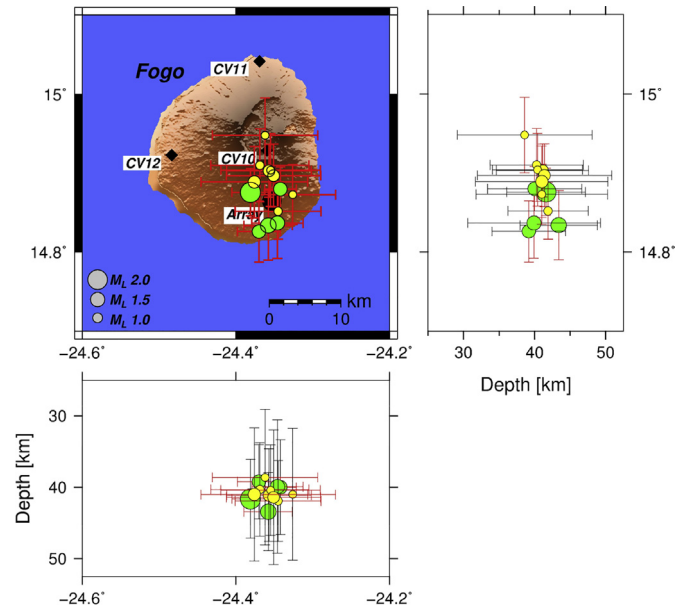 Fogo
CV11
CV12
CV10
Array
15°
14.8°
M_L 2.0
M_L 1.5
M_L 1.0
km
0 10
−24.6° −24.4° −24.2°
15°
14.8°
30 40 50
Depth [km]
Depth [km]
30
40
50
−24.6° −24.4° −24.2°